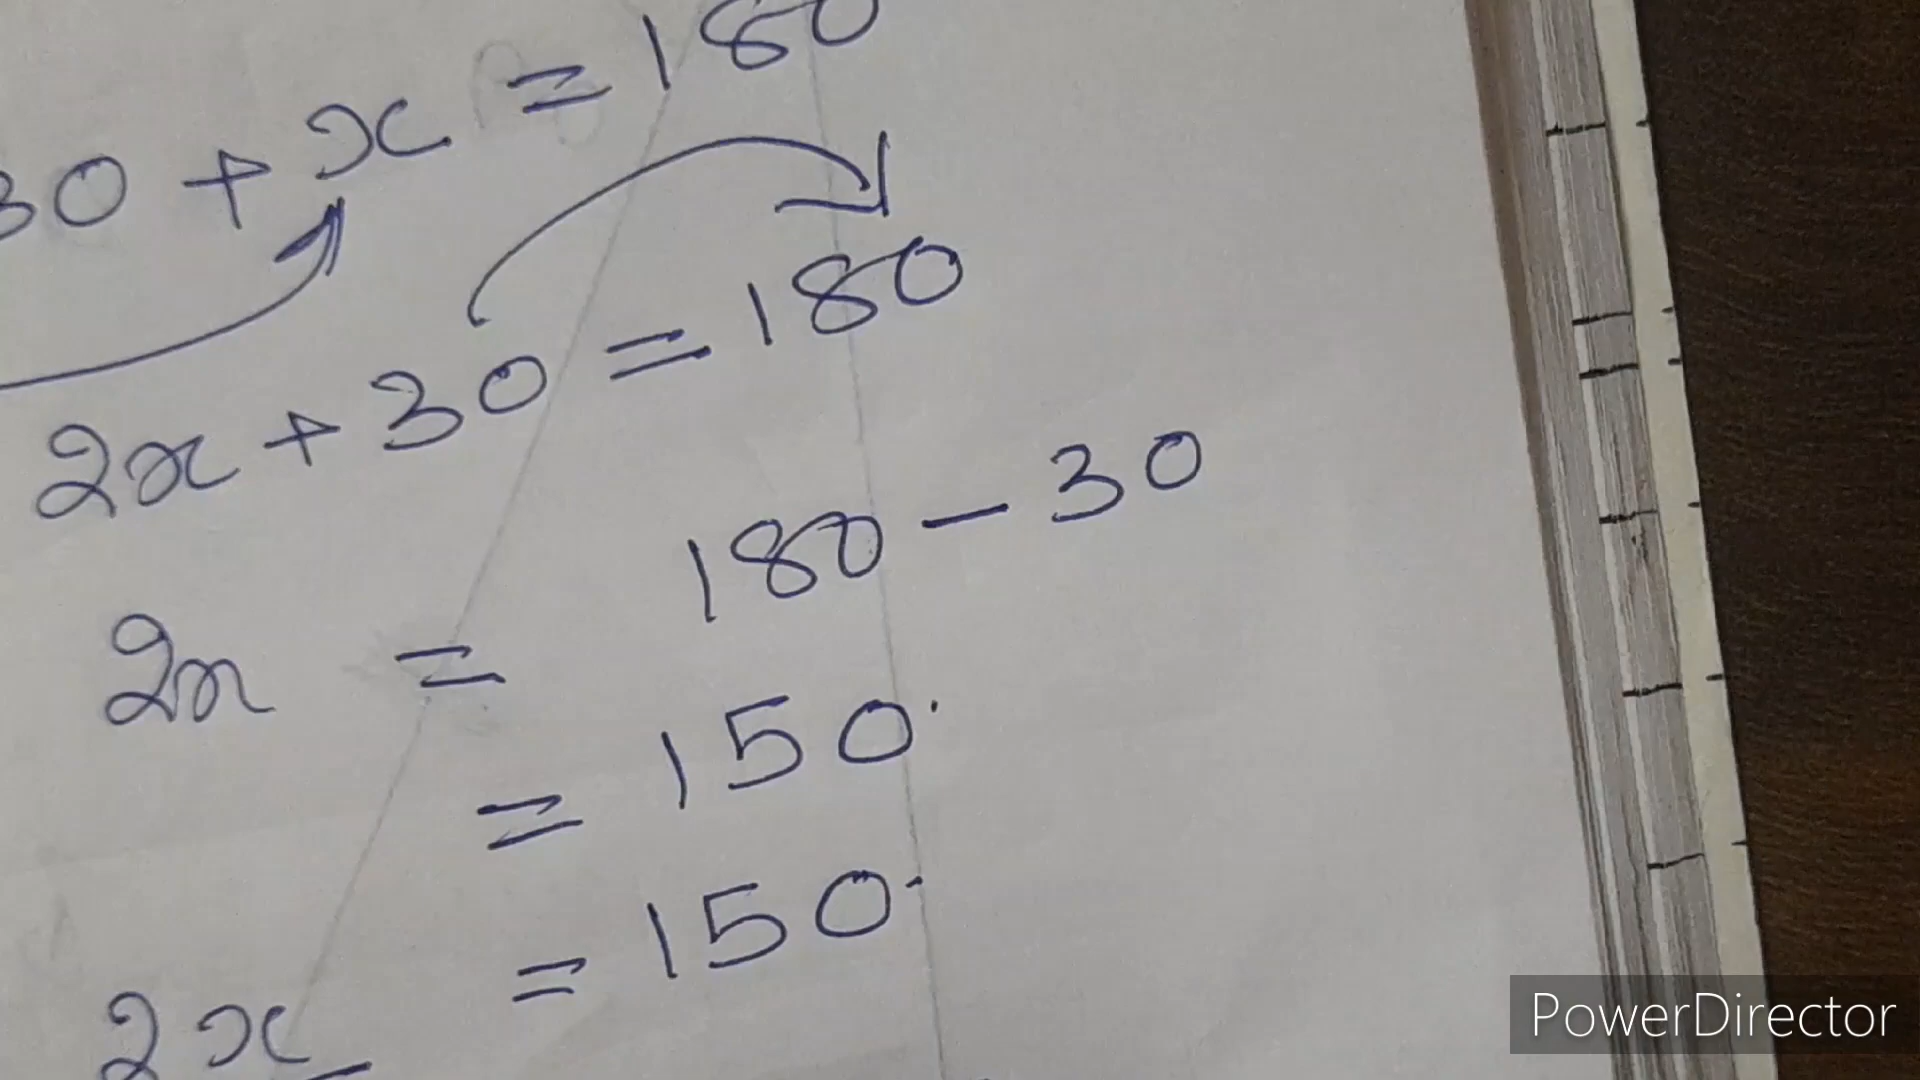 30 + x = 180
2x + 30 = 180
2x = 180 - 30
= 150
2x = 150
PowerDirector